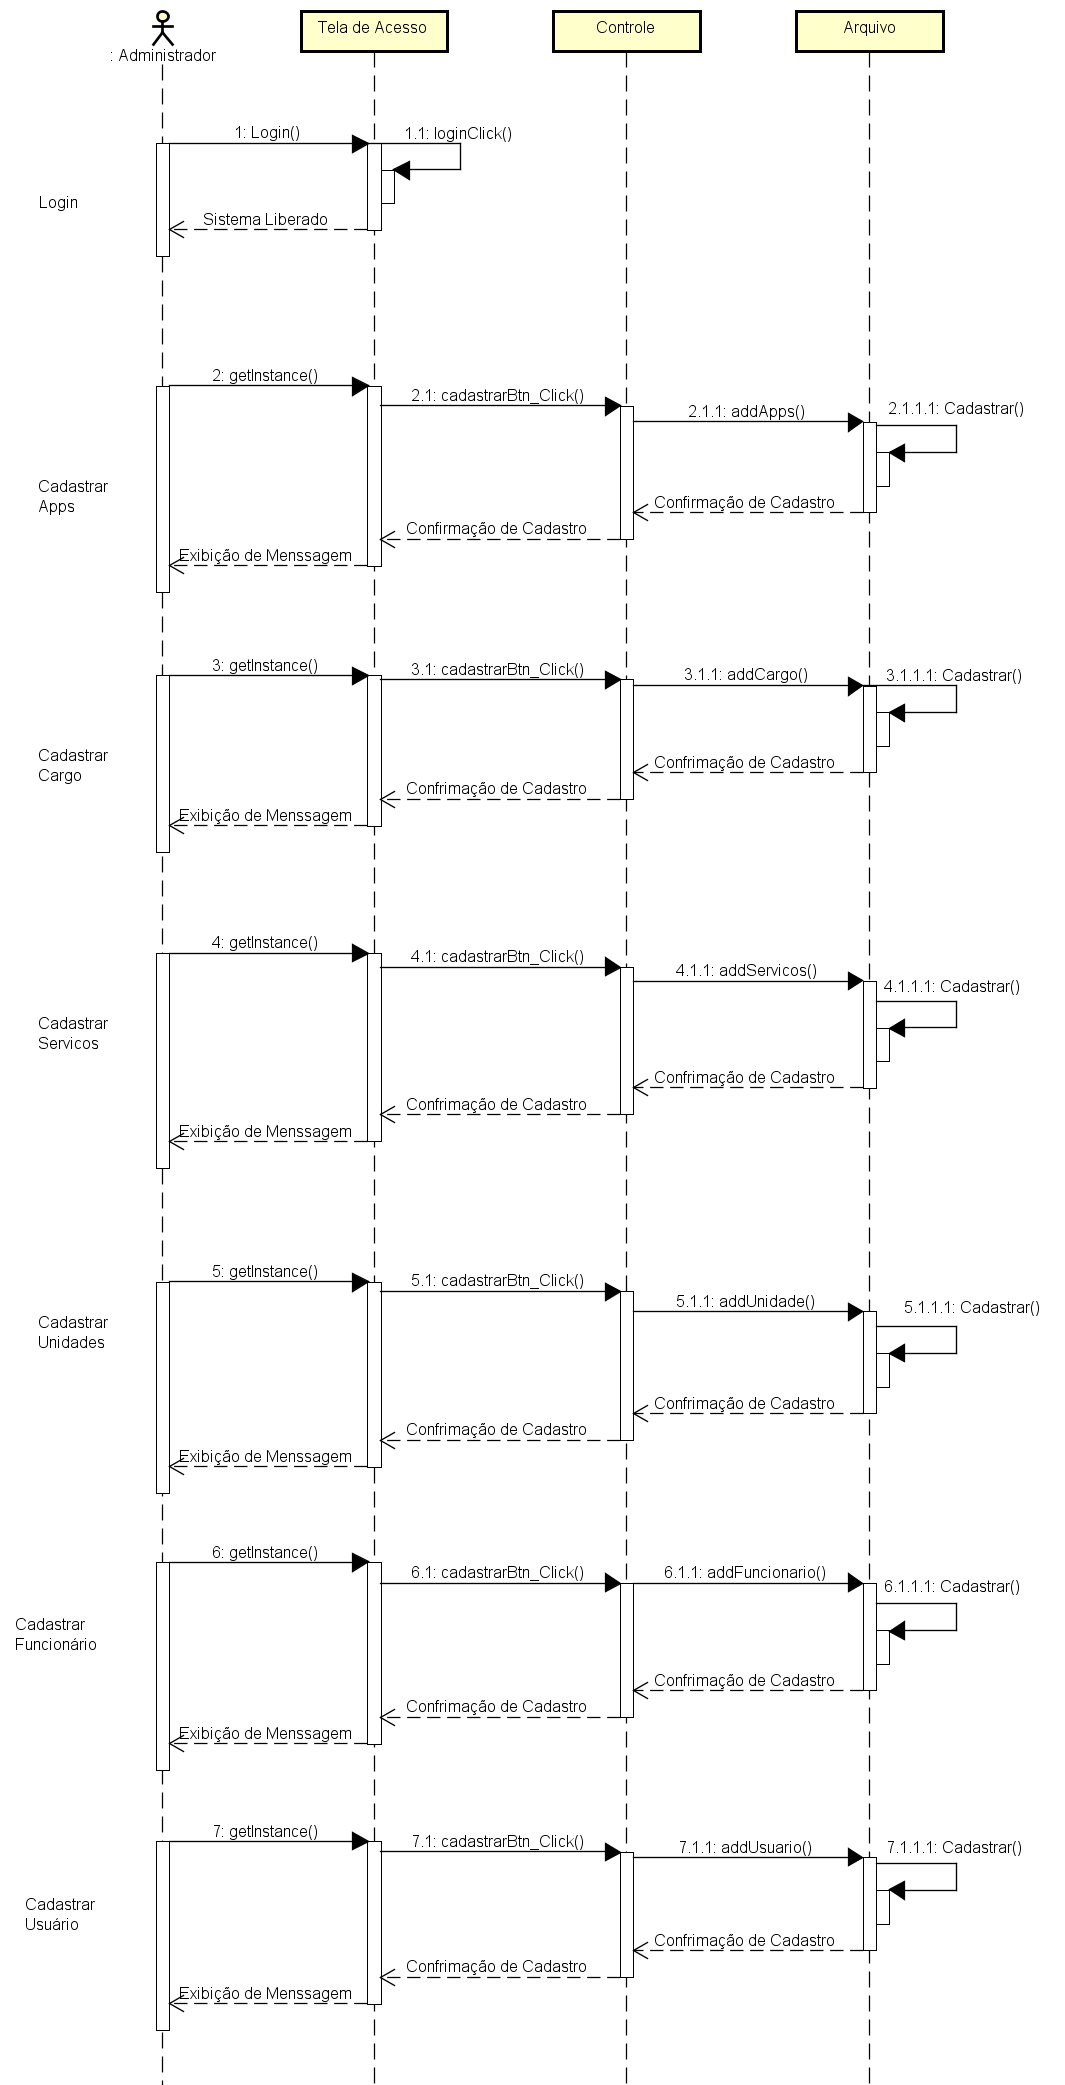 : Administrador
Tela de Acesso
Controle
Arquivo
1: Login()
1.1: loginClick()
Login
Sistema Liberado
2: getInstance()
2.1: cadastrarBtn_Click()
2.1.1: addApps()
2.1.1.1: Cadastrar()
Cadastrar
Apps
Confirmação de Cadastro
Confirmação de Cadastro
Exibição de Menssagem
3: getInstance()
3.1: cadastrarBtn_Click()
3.1.1: addCargo()
3.1.1.1: Cadastrar()
Cadastrar
Cargo
Confrimação de Cadastro
Confrimação de Cadastro
Exibição de Menssagem
4: getInstance()
4.1: cadastrarBtn_Click()
4.1.1: addServicos()
4.1.1.1: Cadastrar()
Cadastrar
Servicos
Confrimação de Cadastro
Confrimação de Cadastro
Exibição de Menssagem
5: getInstance()
5.1: cadastrarBtn_Click()
5.1.1: addUnidade()
5.1.1.1: Cadastrar()
Cadastrar
Unidades
Confrimação de Cadastro
Confrimação de Cadastro
Exibição de Menssagem
6: getInstance()
6.1: cadastrarBtn_Click()
6.1.1: addFuncionario()
6.1.1.1: Cadastrar()
Cadastrar
Funcionário
Confrimação de Cadastro
Confrimação de Cadastro
Exibição de Menssagem
7: getInstance()
7.1: cadastrarBtn_Click()
7.1.1: addUsuario()
7.1.1.1: Cadastrar()
Cadastrar
Usuário
Confrimação de Cadastro
Confrimação de Cadastro
Exibição de Menssagem